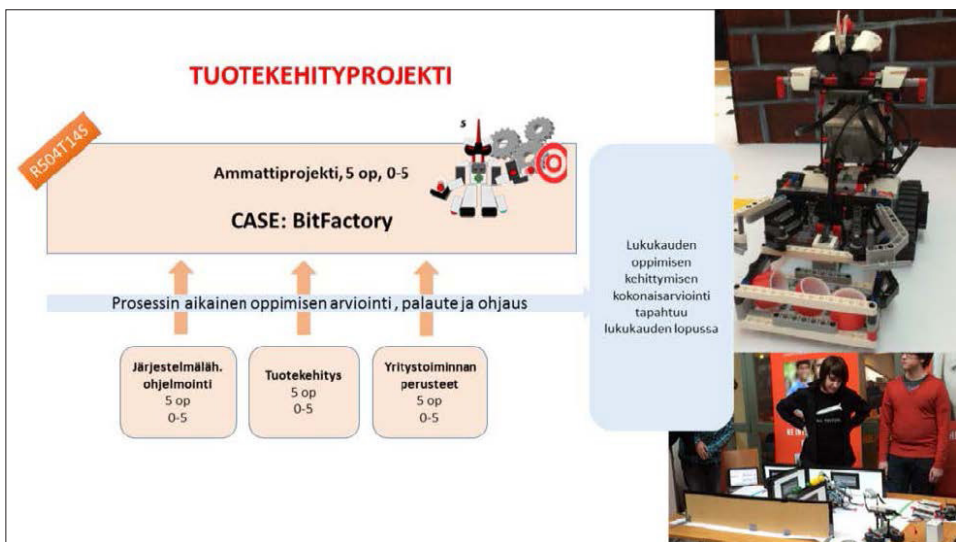 TUOTEKEHITYPROJEKTI
R504T14S
Ammattiprojekti, 5 op, 0-5
CASE: BitFactory
Prosessin aikainen oppimisen arviointi, palaute ja ohjaus
Järjestelmäläh.
ohjelmointi
5 op
0-5
Tuotekehitys
5 op
0-5
Yritystoiminnan
perusteet
5 op
0-5
Lukukauden
oppimisen
kehittymisen
kokonaisarviointi
tapahtuu
lukukauden lopussa